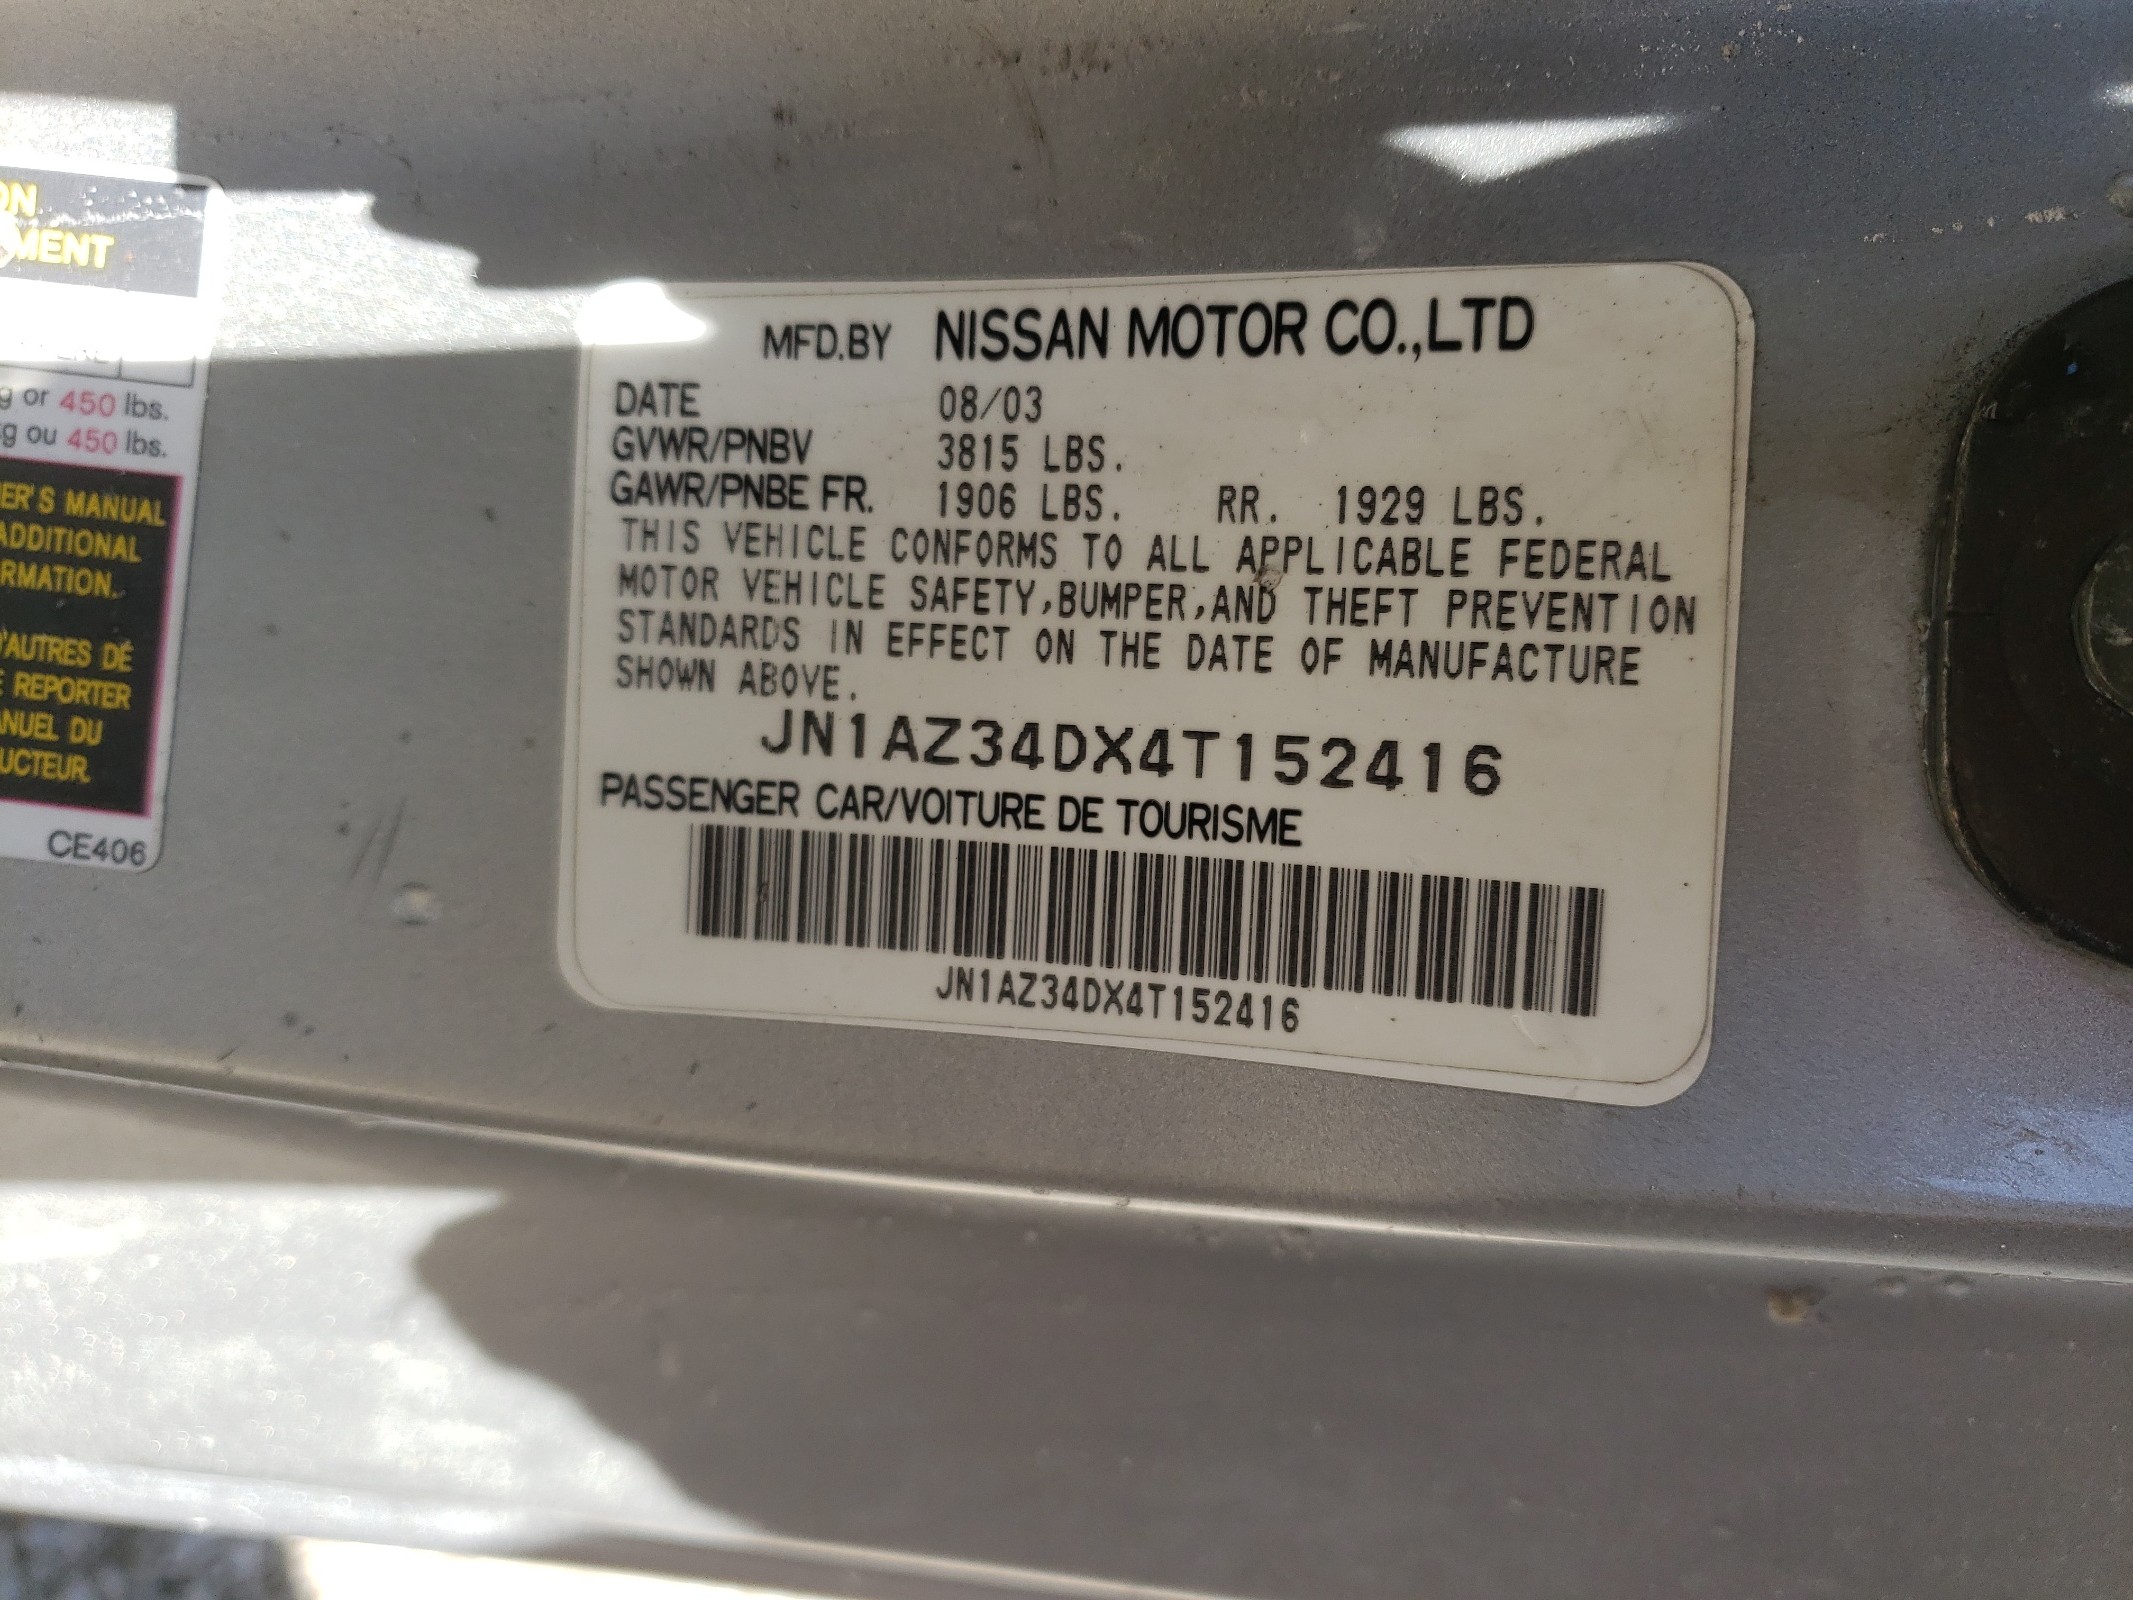 ON
MENT
g or 450 lbs.
kg ou 450 lbs.
ER'S MANUAL
ADDITIONAL
RMATION.
'AUTRES DÉ
E REPORTER
ANUEL DU
UCTEUR
CE406
MFD.BY NISSAN MOTOR CO.,LTD
DATE 08/03
GVWR/PNBV 3815 LBS.
GAWR/PNBE FR. 1906 LBS. RR. 1929 LBS.
THIS VEHICLE CONFORMS TO ALL APPLICABLE FEDERAL
MOTOR VEHICLE SAFETY,BUMPER,AND THEFT PREVENTION
STANDARDS IN EFFECT ON THE DATE OF MANUFACTURE
SHOWN ABOVE.
JN1AZ34DX4T152416
PASSENGER CAR/VOITURE DE TOURISME
JN1AZ34DX4T152416